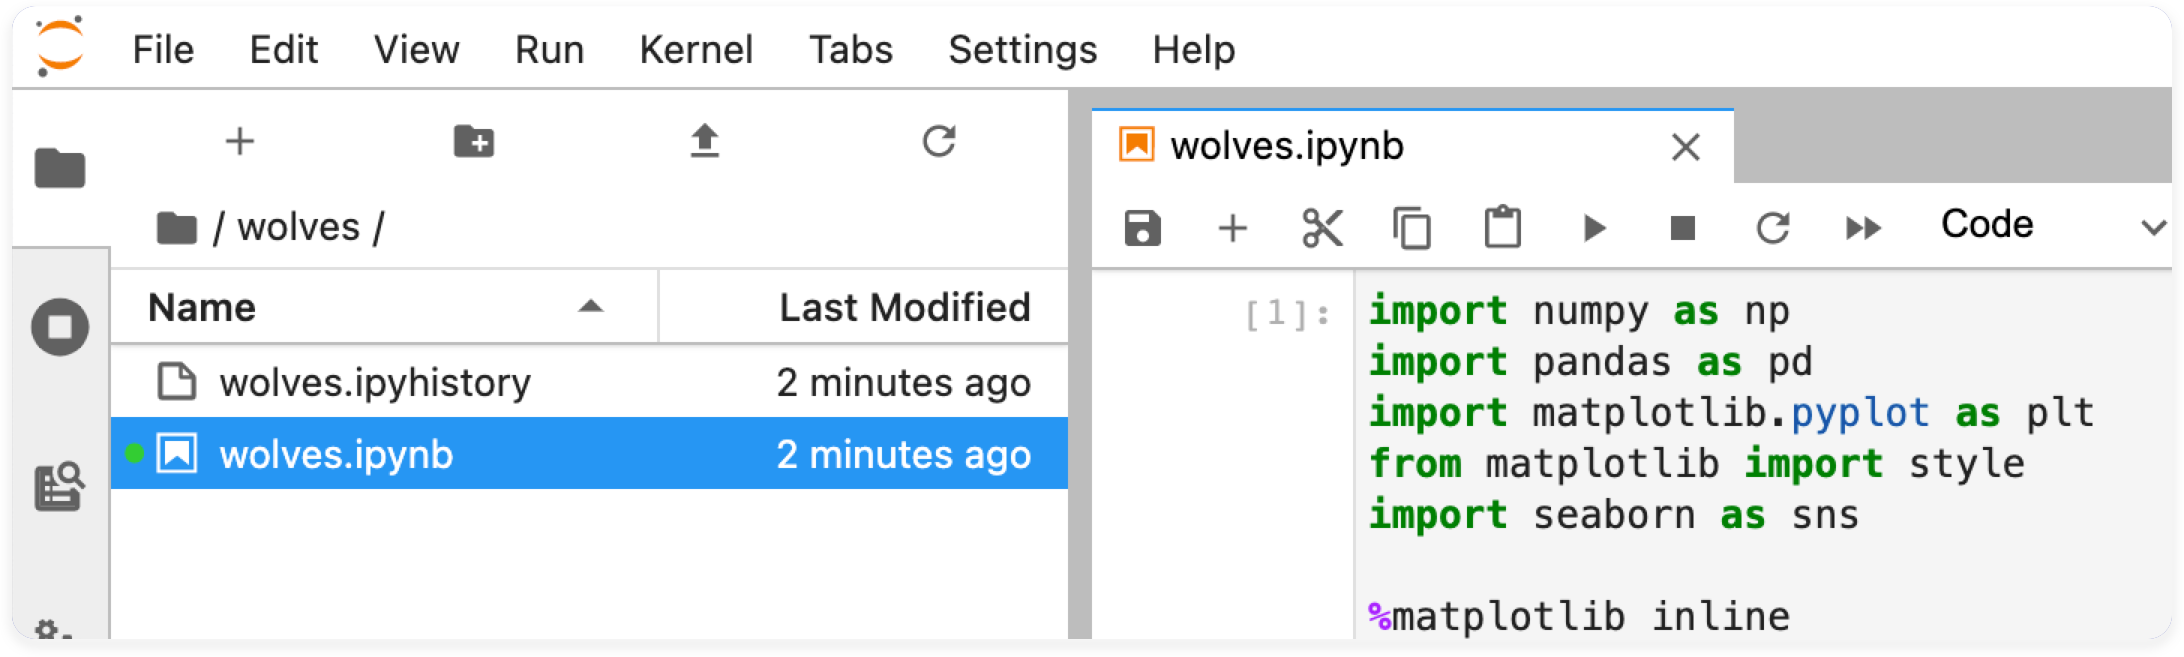 File Edit View Run Kernel Tabs Settings Help
/ wolves /
Name Last Modified
wolves.ipyhistory 2 minutes ago
wolves.ipynb 2 minutes ago
wolves.ipynb
Code
[1]:
import numpy as np
import pandas as pd
import matplotlib.pyplot as plt
from matplotlib import style
import seaborn as sns
%matplotlib inline